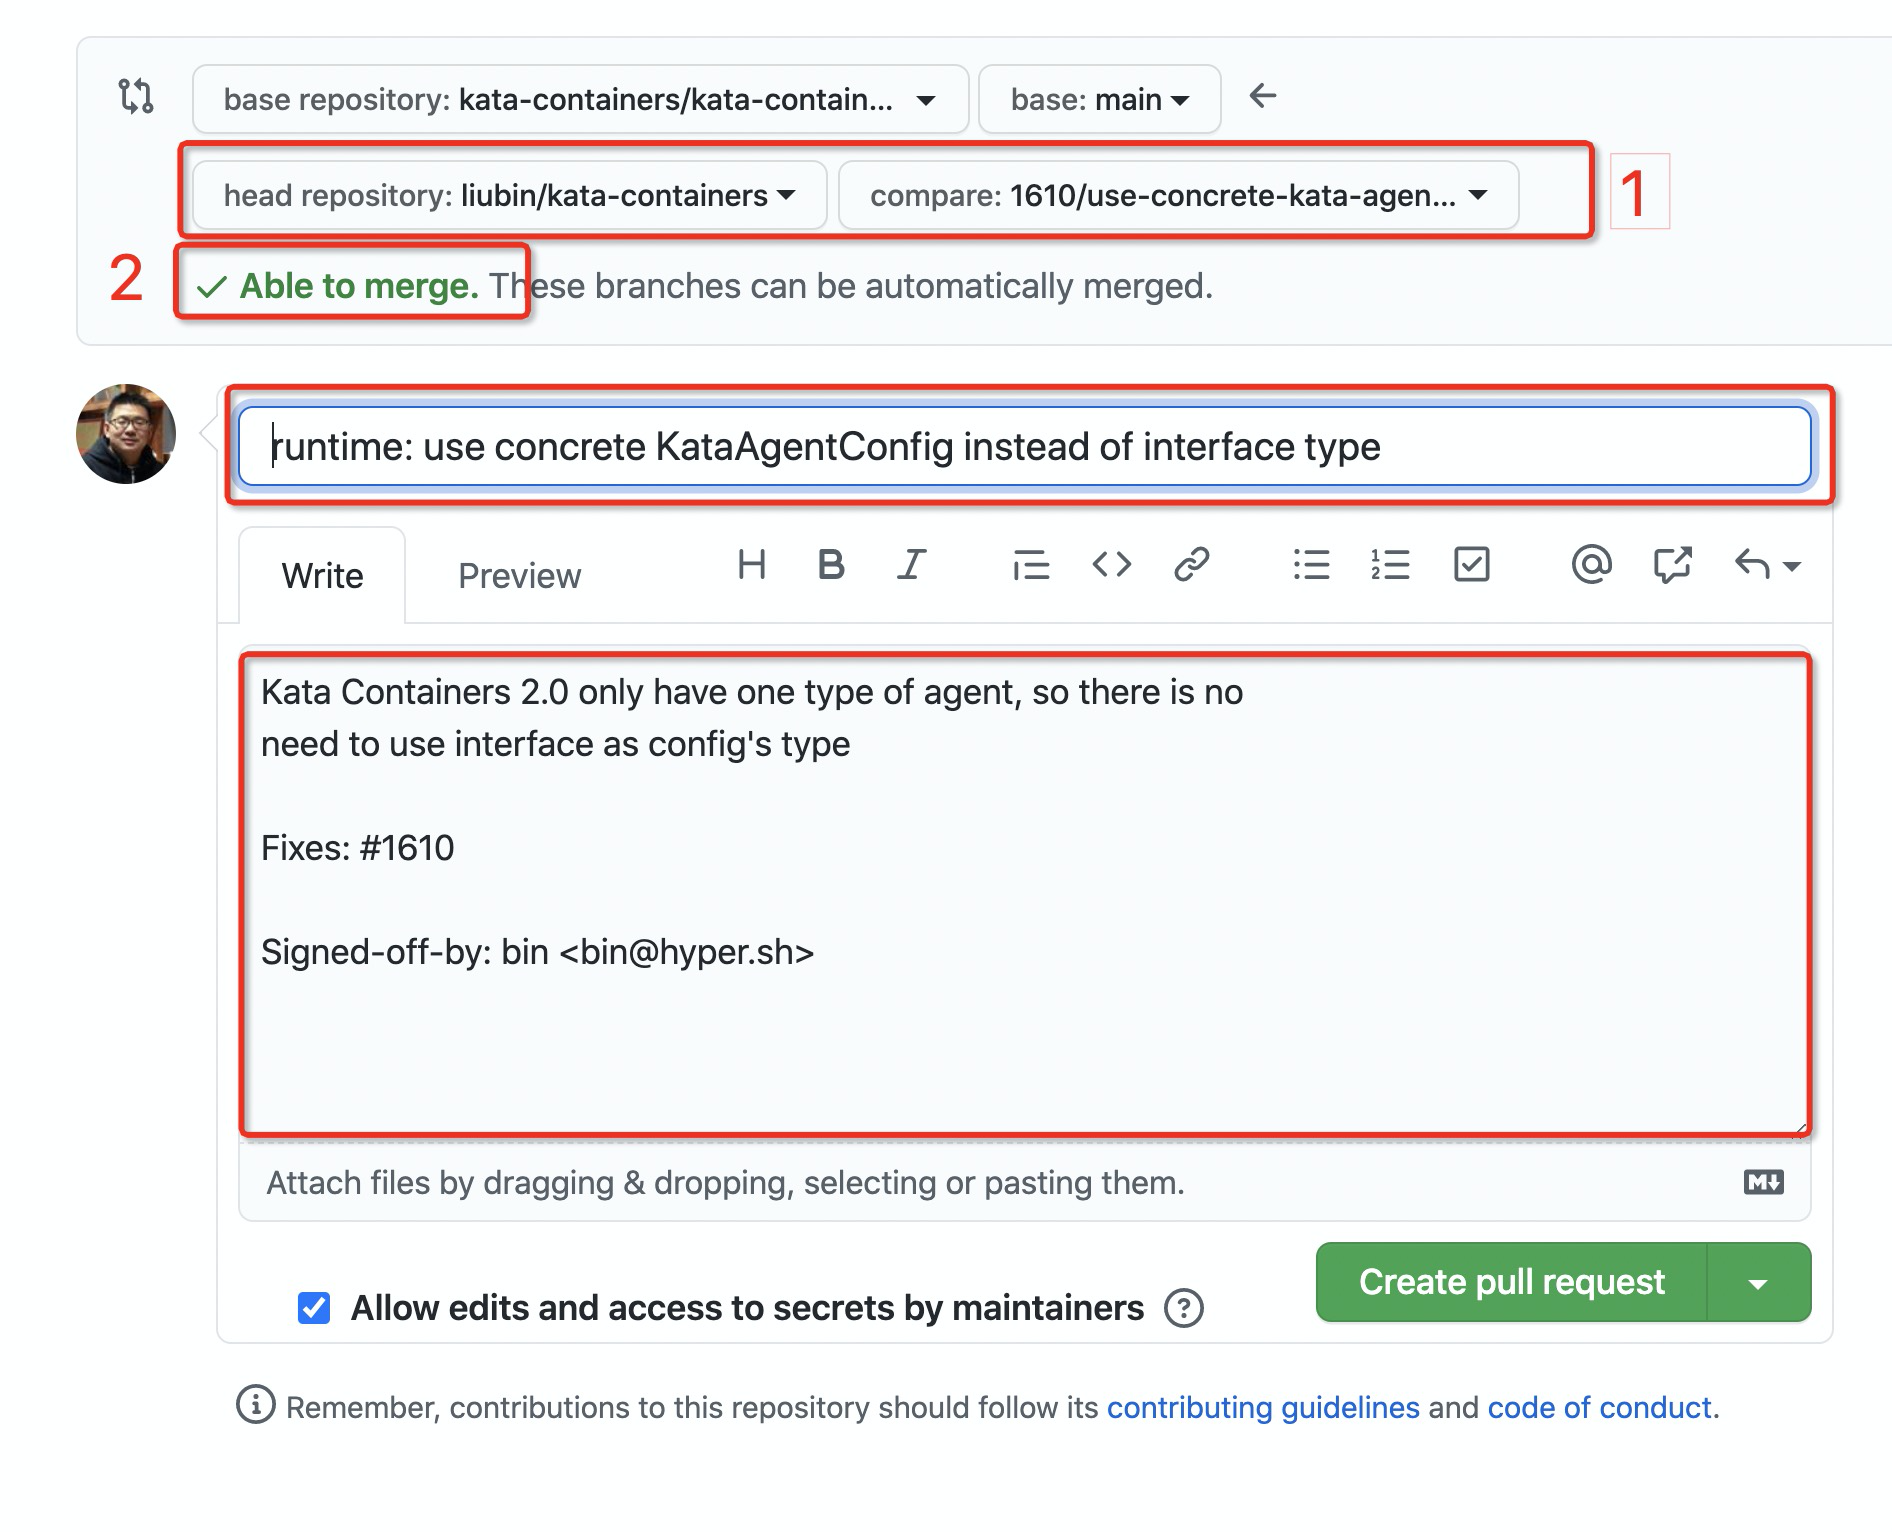 base repository: kata-containers/kata-contain... base: main
head repository: liubin/kata-containers compare: 1610/use-concrete-kata-agen... 1
2 Able to merge. These branches can be automatically merged.
runtime: use concrete KataAgentConfig instead of interface type
Write Preview H B I @
Kata Containers 2.0 only have one type of agent, so there is no
need to use interface as config's type
Fixes: #1610
Signed-off-by: bin <bin@hyper.sh>
Attach files by dragging & dropping, selecting or pasting them. M
Allow edits and access to secrets by maintainers ? Create pull request
Remember, contributions to this repository should follow its contributing guidelines and code of conduct.